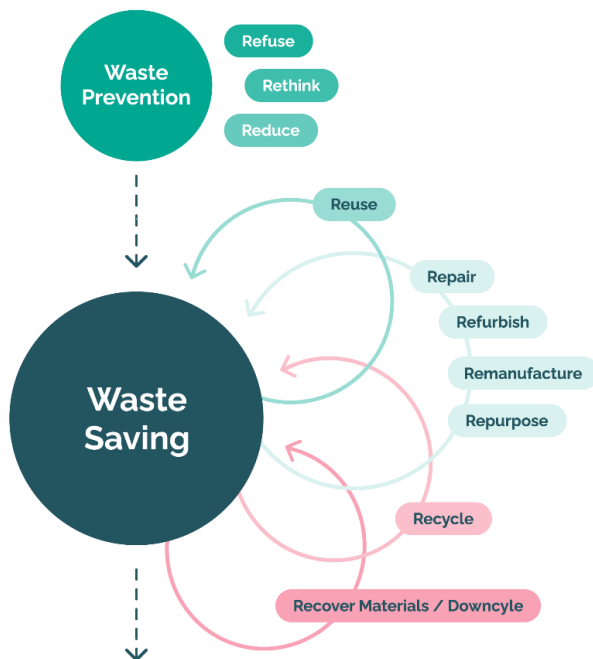 Waste
Prevention
Refuse
Rethink
Reduce
Reuse
Repair
Refurbish
Remanufacture
Repurpose
Waste
Saving
Recycle
Recover Materials / Downcyle